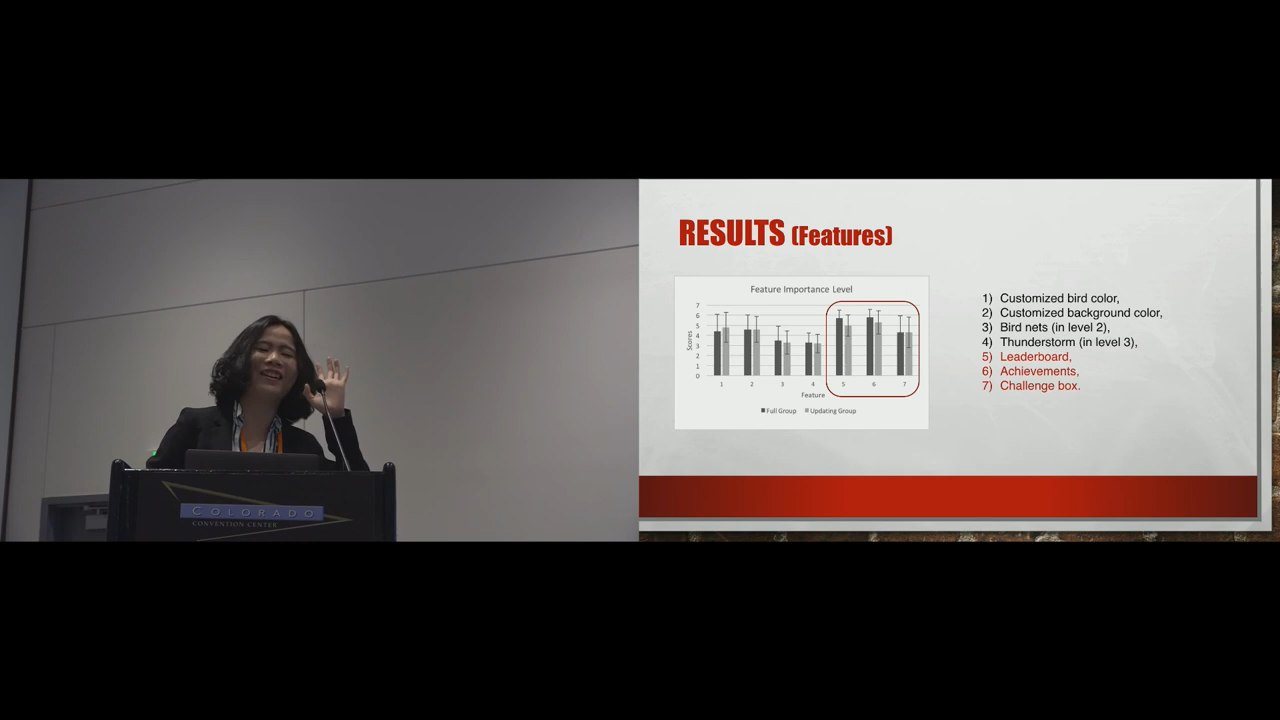 RESULTS (Features)
Feature Importance Level
7
6
5
4
3
2
1
0
Scores
1 2 3 4 5 6 7
Feature
Full Group Updating Group
1) Customized bird color,
2) Customized background color,
3) Bird nets (in level 2),
4) Thunderstorm (in level 3),
5) Leaderboard,
6) Achievements,
7) Challenge box.
COLORADO
CONVENTION CENTER